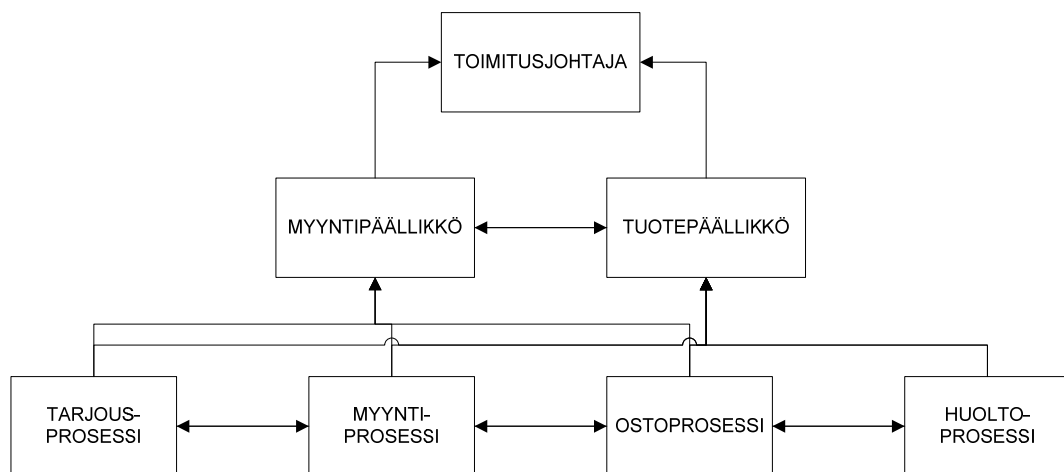 TOIMITUSJOHTAJA
MYYNTIPÄÄLLIKKÖ
TUOTEPÄÄLLIKKÖ
TARJOUS-
PROSESSI
MYYNTI-
PROSESSI
OSTOPROSESSI
HUOLTO-
PROSESSI